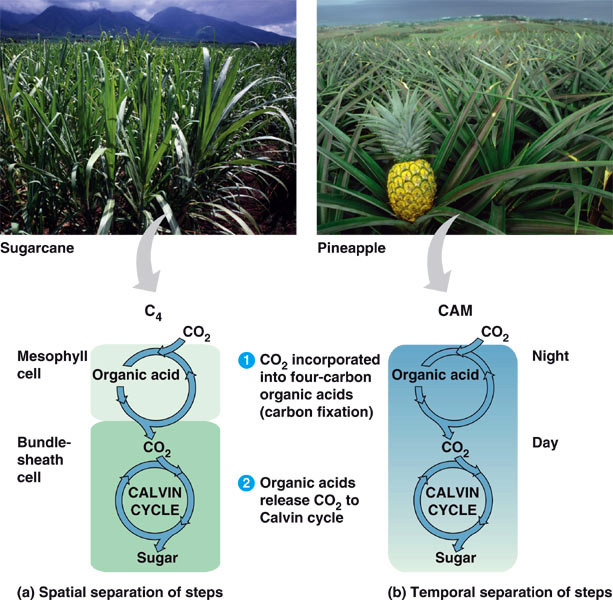 Sugarcane
Pineapple
C4
CAM
CO2
CO2
Mesophyll
cell
Organic acid
1 CO2 incorporated
into four-carbon
organic acids
(carbon fixation)
Organic acid
Night
Bundle-
sheath
cell
CO2
CALVIN
CYCLE
Sugar
2 Organic acids
release CO2 to
Calvin cycle
CO2
Day
CALVIN
CYCLE
Sugar
(a) Spatial separation of steps
(b) Temporal separation of steps